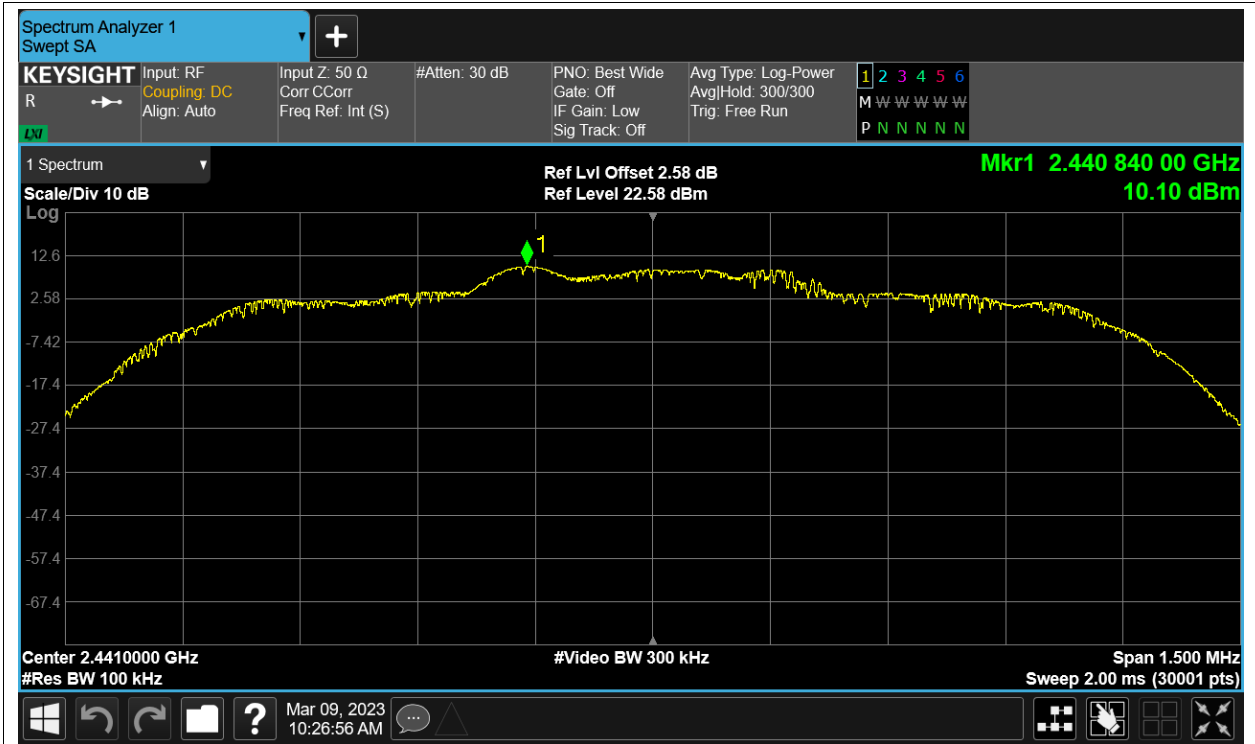 Spectrum Analyzer 1
Swept SA
+
KEYSIGHT
R
LXI
Input: RF
Coupling: DC
Align: Auto
Input Z: 50 Ω
Corr CCorr
Freq Ref: Int (S)
#Atten: 30 dB
PNO: Best Wide
Gate: Off
IF Gain: Low
Sig Track: Off
Avg Type: Log-Power
Avg|Hold: 300/300
Trig: Free Run
1 2 3 4 5 6
M W W W W W
P N N N N N
1 Spectrum
Scale/Div 10 dB
Log
Ref Lvl Offset 2.58 dB
Ref Level 22.58 dBm
Mkr1 2.440 840 00 GHz
10.10 dBm
1
12.6
2.58
-7.42
-17.4
-27.4
-37.4
-47.4
-57.4
-67.4
Center 2.4410000 GHz
#Res BW 100 kHz
#Video BW 300 kHz
Span 1.500 MHz
Sweep 2.00 ms (30001 pts)
?
Mar 09, 2023
10:26:56 AM